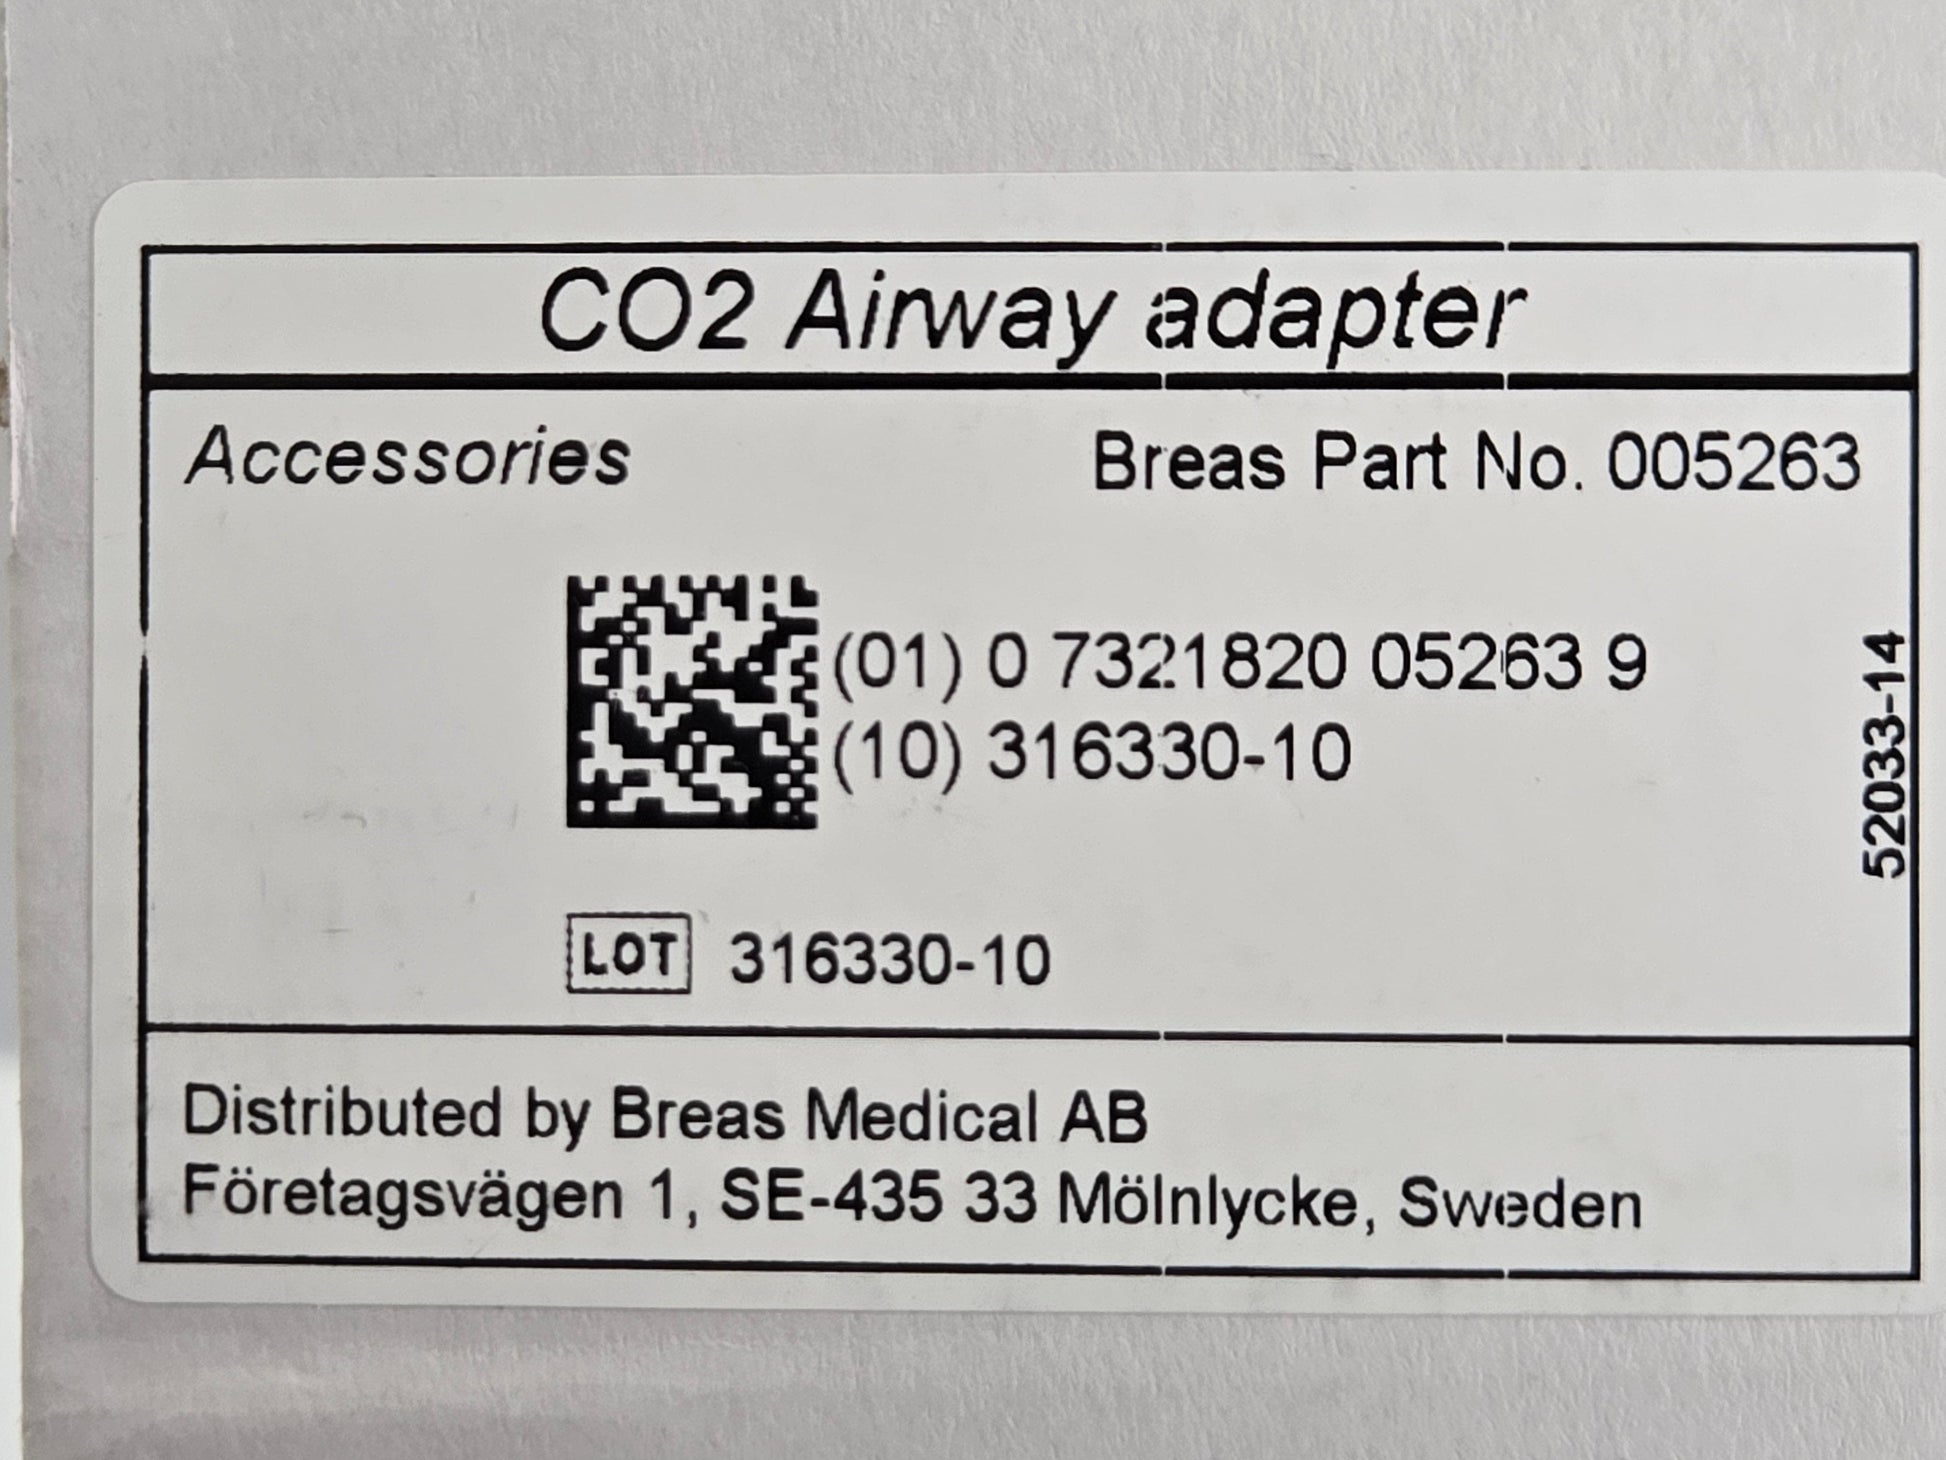 CO2 Airway adapter
Accessories
Breas Part No. 005263
(01) 0 7321820 05263 9
(10) 316330-10
52033-14
LOT 316330-10
Distributed by Breas Medical AB
Företagsvägen 1, SE-435 33 Mölnlycke, Sweden